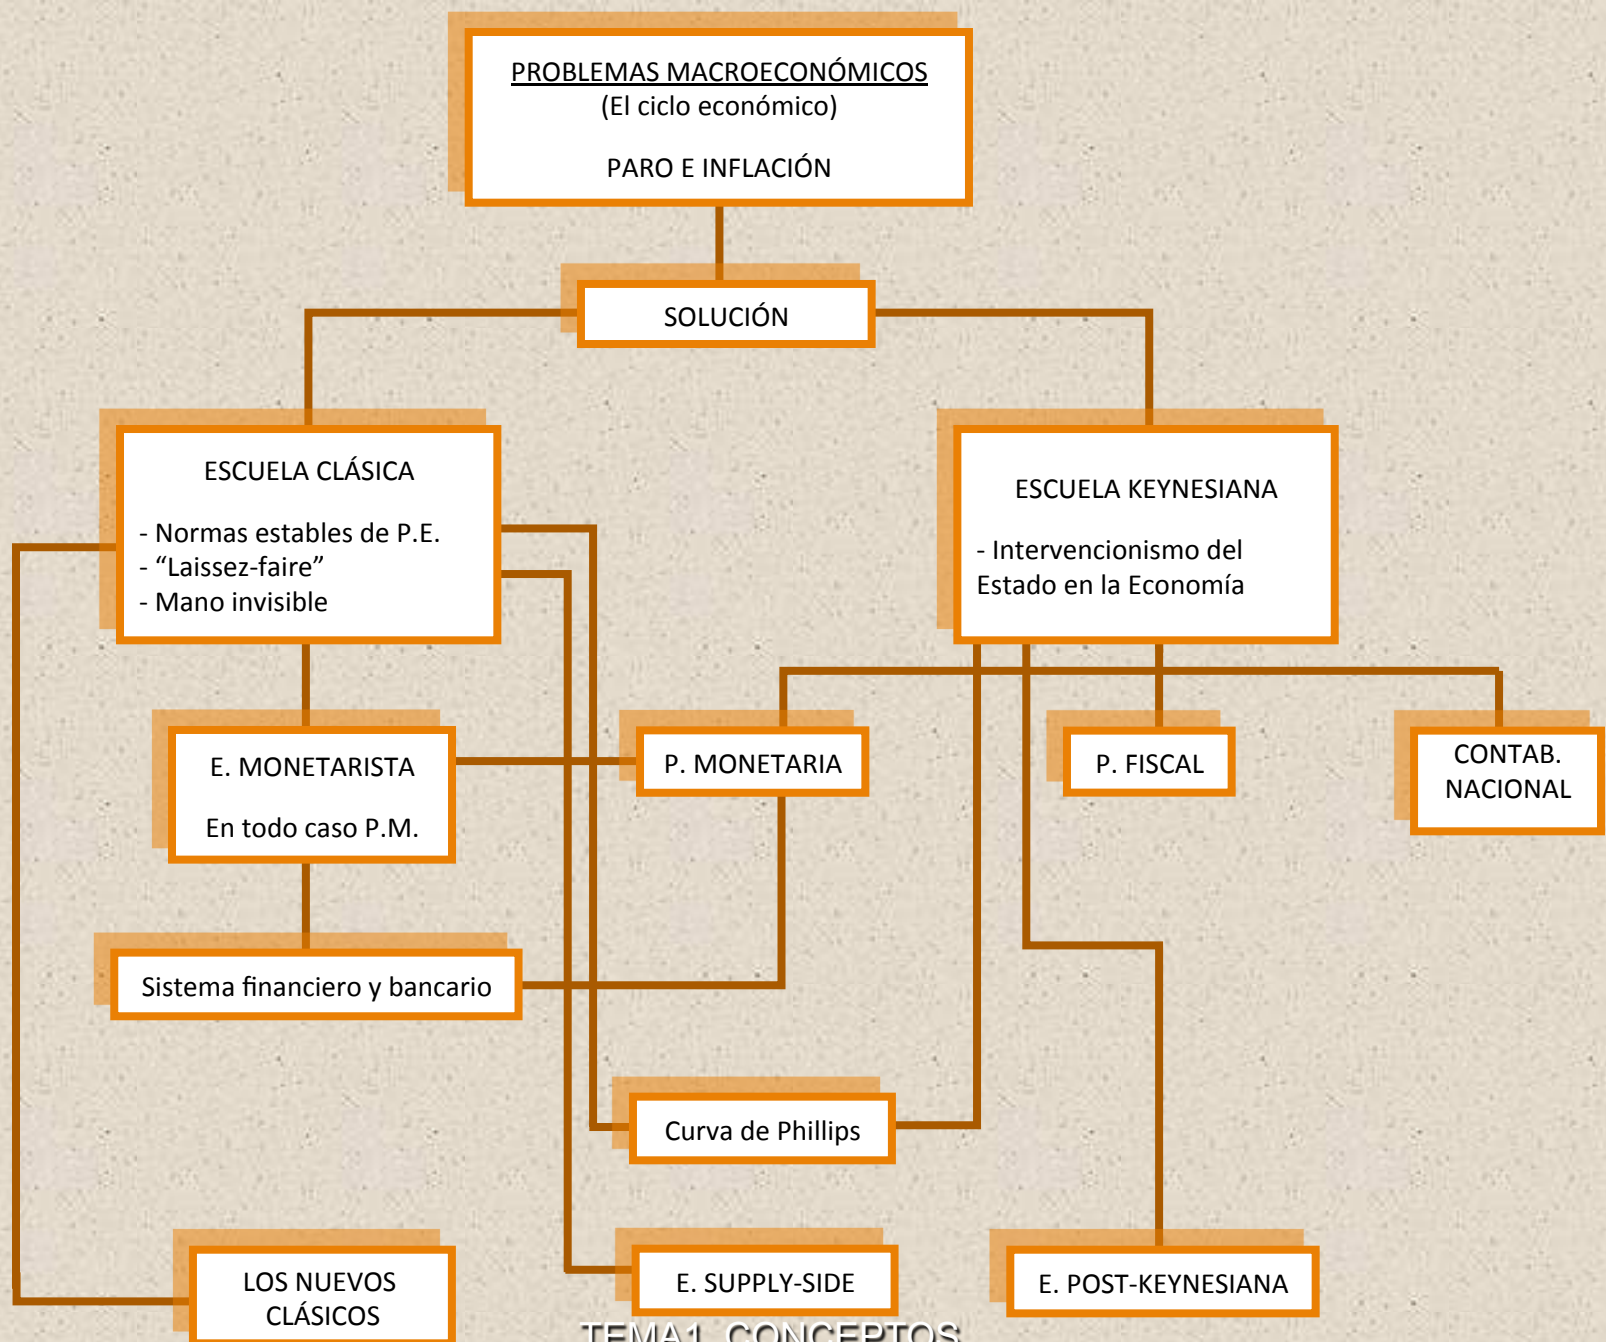 PROBLEMAS MACROECONÓMICOS
(El ciclo económico)
PARO E INFLACIÓN
SOLUCIÓN
ESCUELA CLÁSICA
- Normas estables de P.E.
- “Laissez-faire”
- Mano invisible
ESCUELA KEYNESIANA
- Intervencionismo del
Estado en la Economía
E. MONETARISTA
En todo caso P.M.
P. MONETARIA
P. FISCAL
CONTAB.
NACIONAL
Sistema financiero y bancario
Curva de Phillips
LOS NUEVOS
CLÁSICOS
E. SUPPLY-SIDE
E. POST-KEYNESIANA
TEMA1. CONCEPTOS